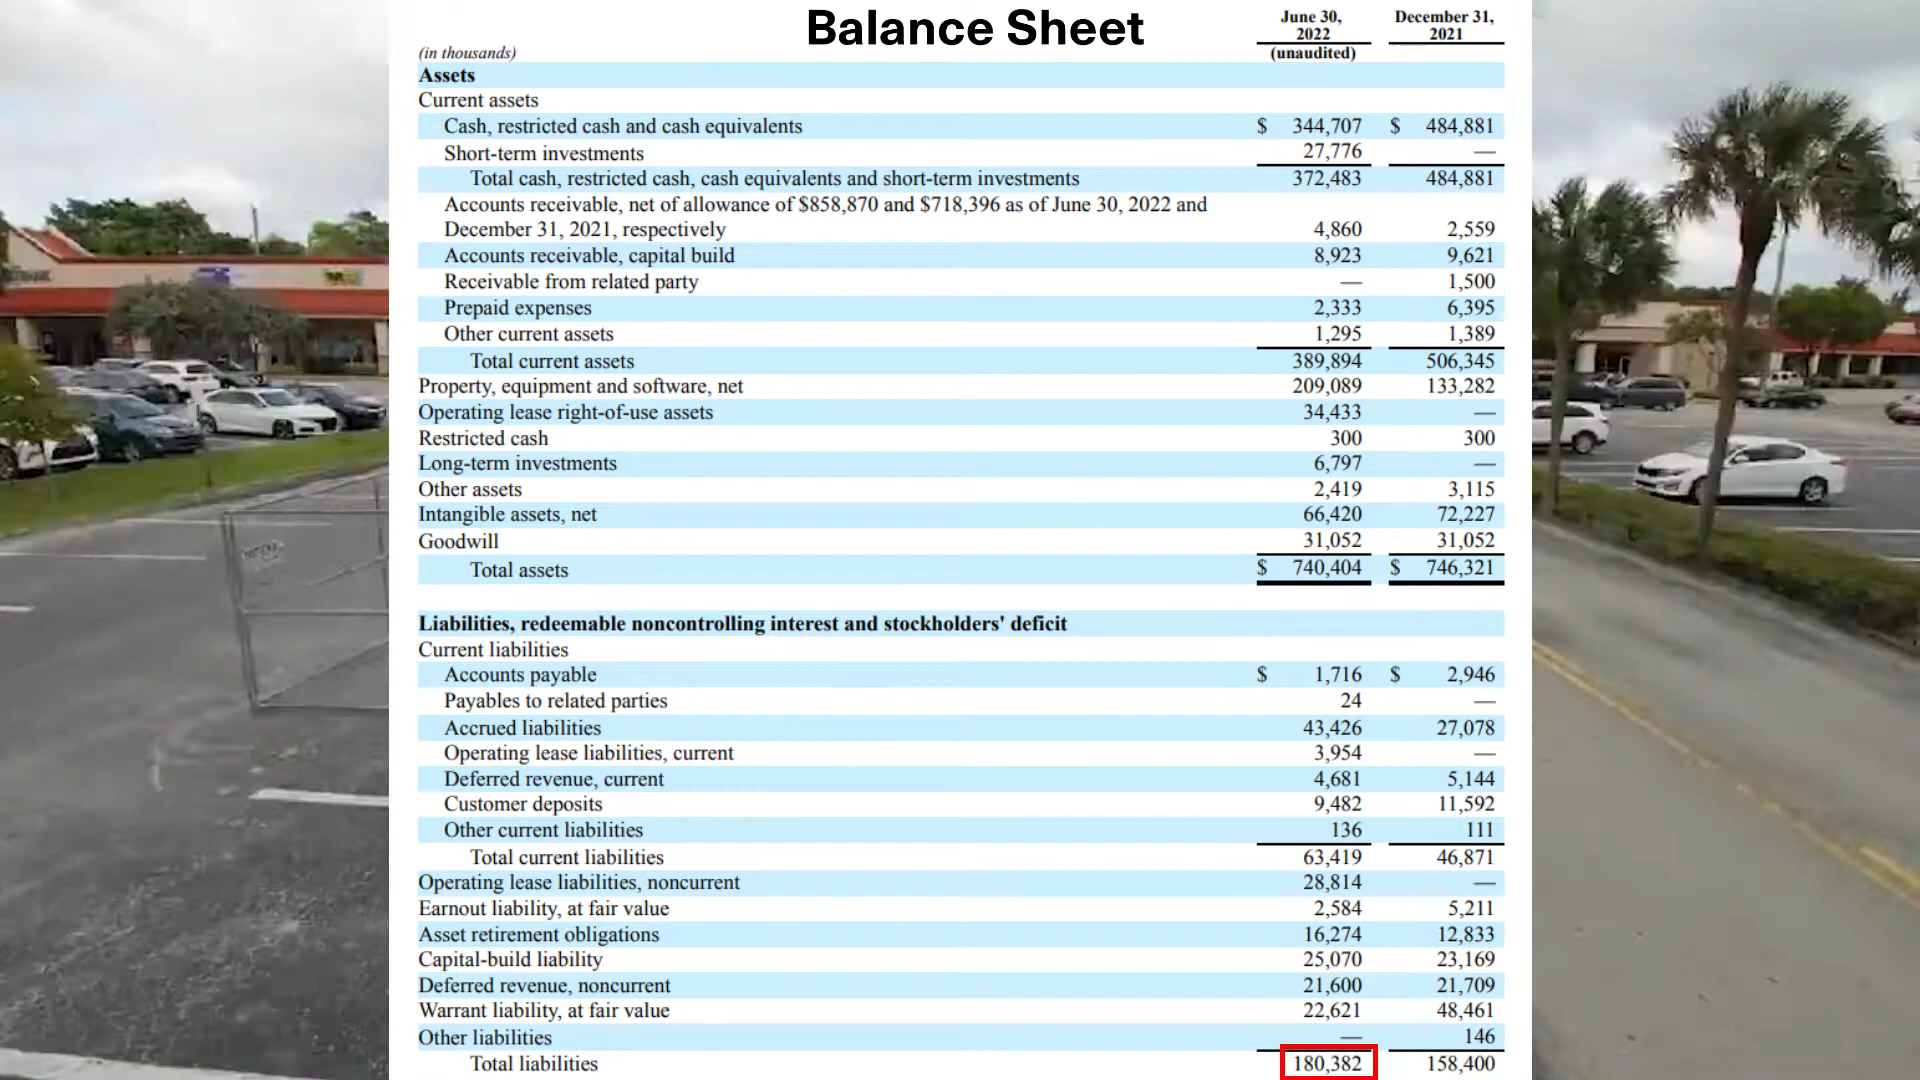 Balance Sheet
June 30, December 31,
2022 2021
(in thousands) (unaudited)
Assets
Current assets
Cash, restricted cash and cash equivalents $ 344,707 $ 484,881
Short-term investments 27,776 —
Total cash, restricted cash, cash equivalents and short-term investments 372,483 484,881
Accounts receivable, net of allowance of $858,870 and $718,396 as of June 30, 2022 and
December 31, 2021, respectively 4,860 2,559
Accounts receivable, capital build 8,923 9,621
Receivable from related party — 1,500
Prepaid expenses 2,333 6,395
Other current assets 1,295 1,389
Total current assets 389,894 506,345
Property, equipment and software, net 209,089 133,282
Operating lease right-of-use assets 34,433 —
Restricted cash 300 300
Long-term investments 6,797 —
Other assets 2,419 3,115
Intangible assets, net 66,420 72,227
Goodwill 31,052 31,052
Total assets $ 740,404 $ 746,321
Liabilities, redeemable noncontrolling interest and stockholders' deficit
Current liabilities
Accounts payable $ 1,716 $ 2,946
Payables to related parties 24 —
Accrued liabilities 43,426 27,078
Operating lease liabilities, current 3,954 —
Deferred revenue, current 4,681 5,144
Customer deposits 9,482 11,592
Other current liabilities 136 111
Total current liabilities 63,419 46,871
Operating lease liabilities, noncurrent 28,814 —
Earnout liability, at fair value 2,584 5,211
Asset retirement obligations 16,274 12,833
Capital-build liability 25,070 23,169
Deferred revenue, noncurrent 21,600 21,709
Warrant liability, at fair value 22,621 48,461
Other liabilities — 146
Total liabilities 180,382 158,400